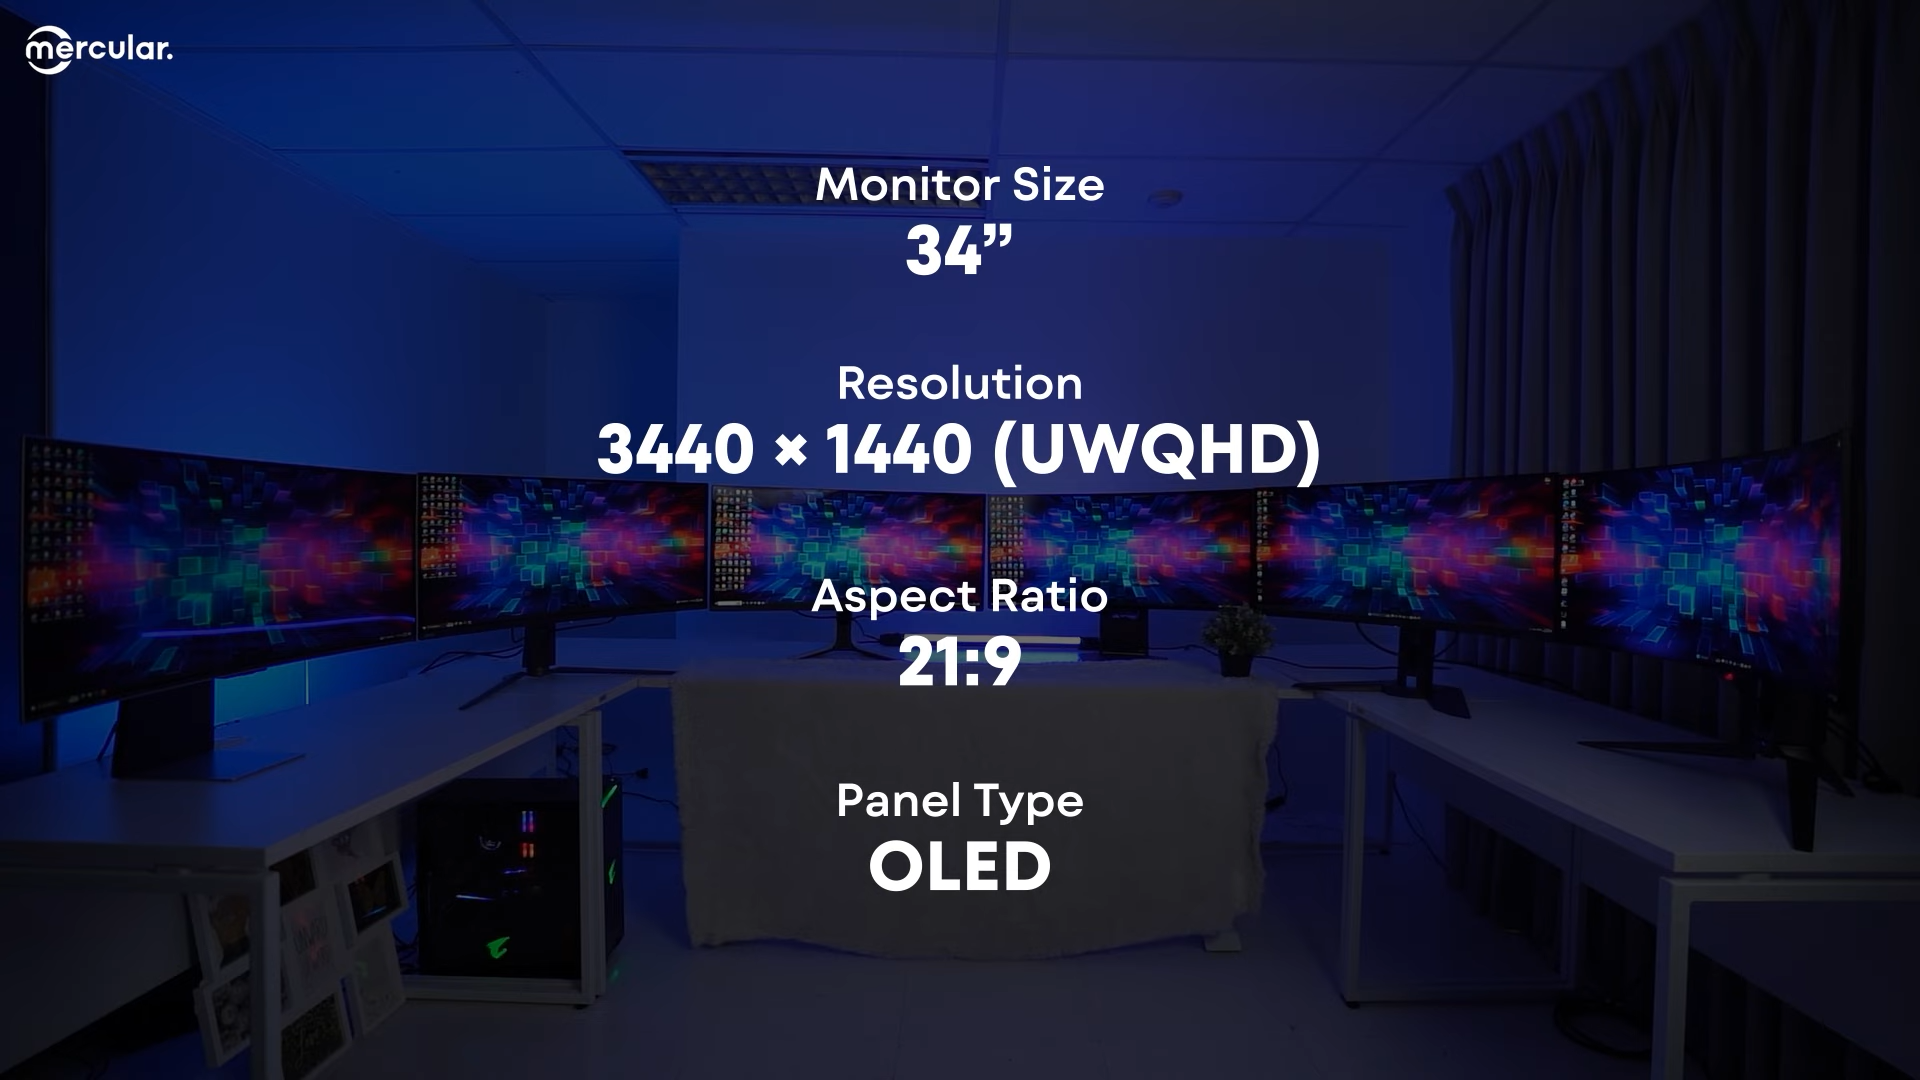 mercular.
Monitor Size
34”
Resolution
3440 × 1440 (UWQHD)
Aspect Ratio
21:9
Panel Type
OLED